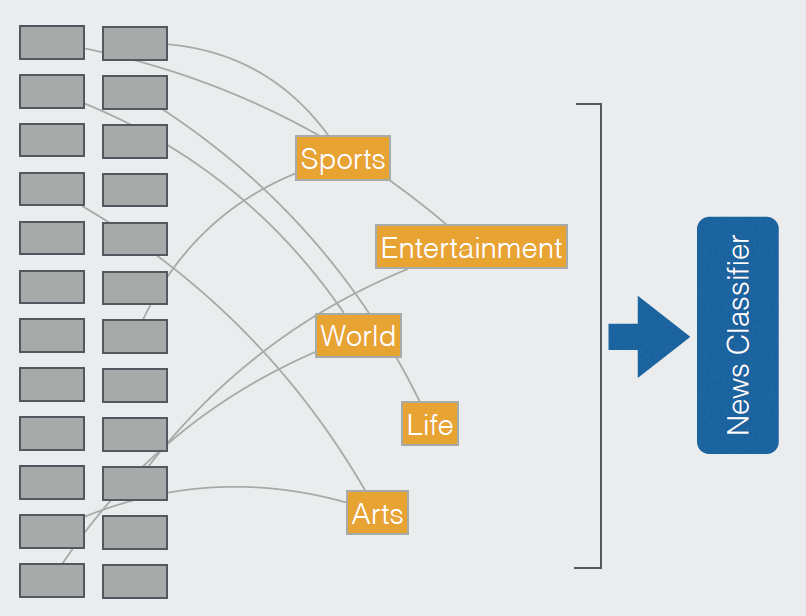 Sports
Entertainment
World
Life
Arts
News Classifier